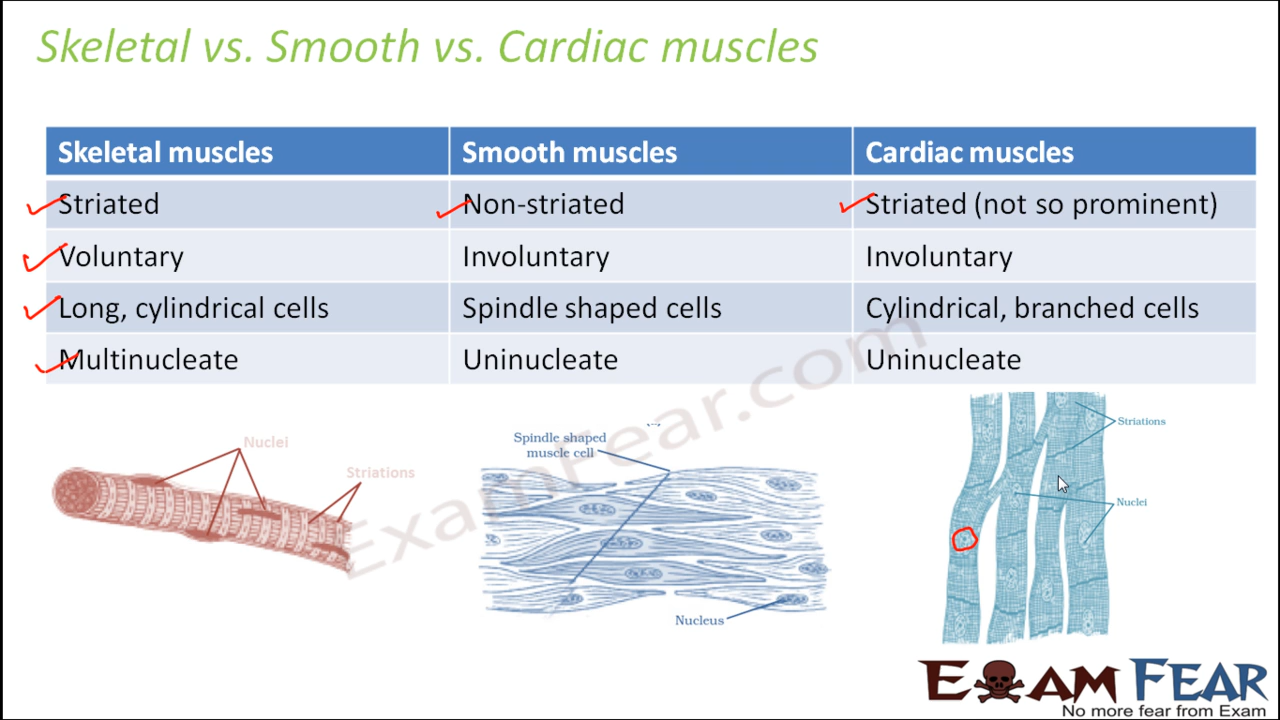 Skeletal vs. Smooth vs. Cardiac muscles
Skeletal muscles Smooth muscles Cardiac muscles
Striated Non-striated Striated (not so prominent)
Voluntary Involuntary Involuntary
Long, cylindrical cells Spindle shaped cells Cylindrical, branched cells
Multinucleate Uninucleate Uninucleate
Nuclei
Striations
Spindle shaped
muscle cell
Nucleus
Striations
Nuclei
ExamFear.com
EXAM FEAR
No more fear from Exam